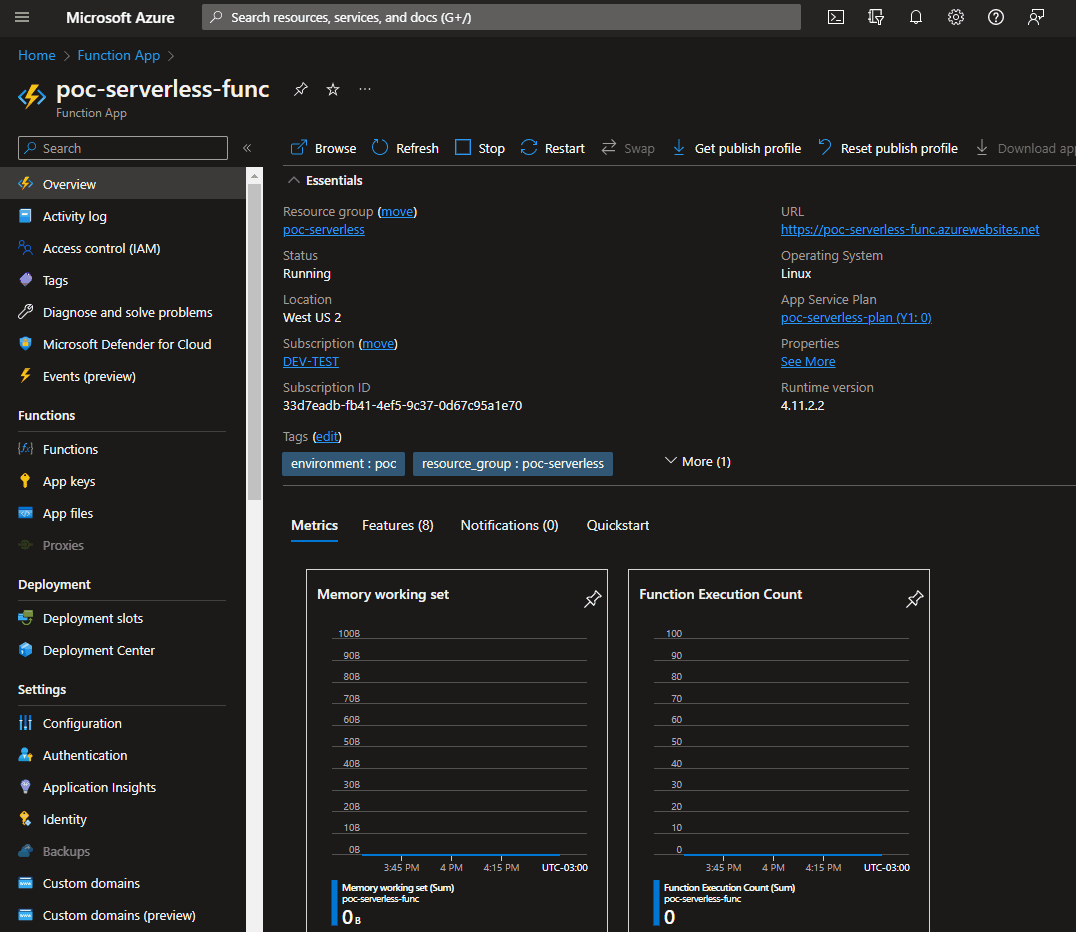 Microsoft Azure
Search resources, services, and docs (G+/)
Home > Function App >
poc-serverless-func
Function App
Search
Overview
Activity log
Access control (IAM)
Tags
Diagnose and solve problems
Microsoft Defender for Cloud
Events (preview)
Functions
Functions
App keys
App files
Proxies
Deployment
Deployment slots
Deployment Center
Settings
Configuration
Authentication
Application Insights
Identity
Backups
Custom domains
Custom domains (preview)
Browse Refresh Stop Restart Swap Get publish profile Reset publish profile Download app
Essentials
Resource group (move)
poc-serverless
Status
Running
Location
West US 2
Subscription (move)
DEV-TEST
Subscription ID
33d7eadb-fb41-4ef5-9c37-0d67c95a1e70
URL
https://poc-serverless-func.azurewebsites.net
Operating System
Linux
App Service Plan
poc-serverless-plan (Y1: 0)
Properties
See More
Runtime version
4.11.2.2
Tags (edit)
environment : poc resource_group : poc-serverless More (1)
Metrics Features (8) Notifications (0) Quickstart
Memory working set
100B
90B
80B
70B
60B
50B
40B
30B
20B
10B
0B
3:45 PM 4 PM 4:15 PM UTC-03:00
Memory working set (Sum)
poc-serverless-func
0 B
Function Execution Count
100
90
80
70
60
50
40
30
20
10
0
3:45 PM 4 PM 4:15 PM UTC-03:00
Function Execution Count (Sum)
poc-serverless-func
0